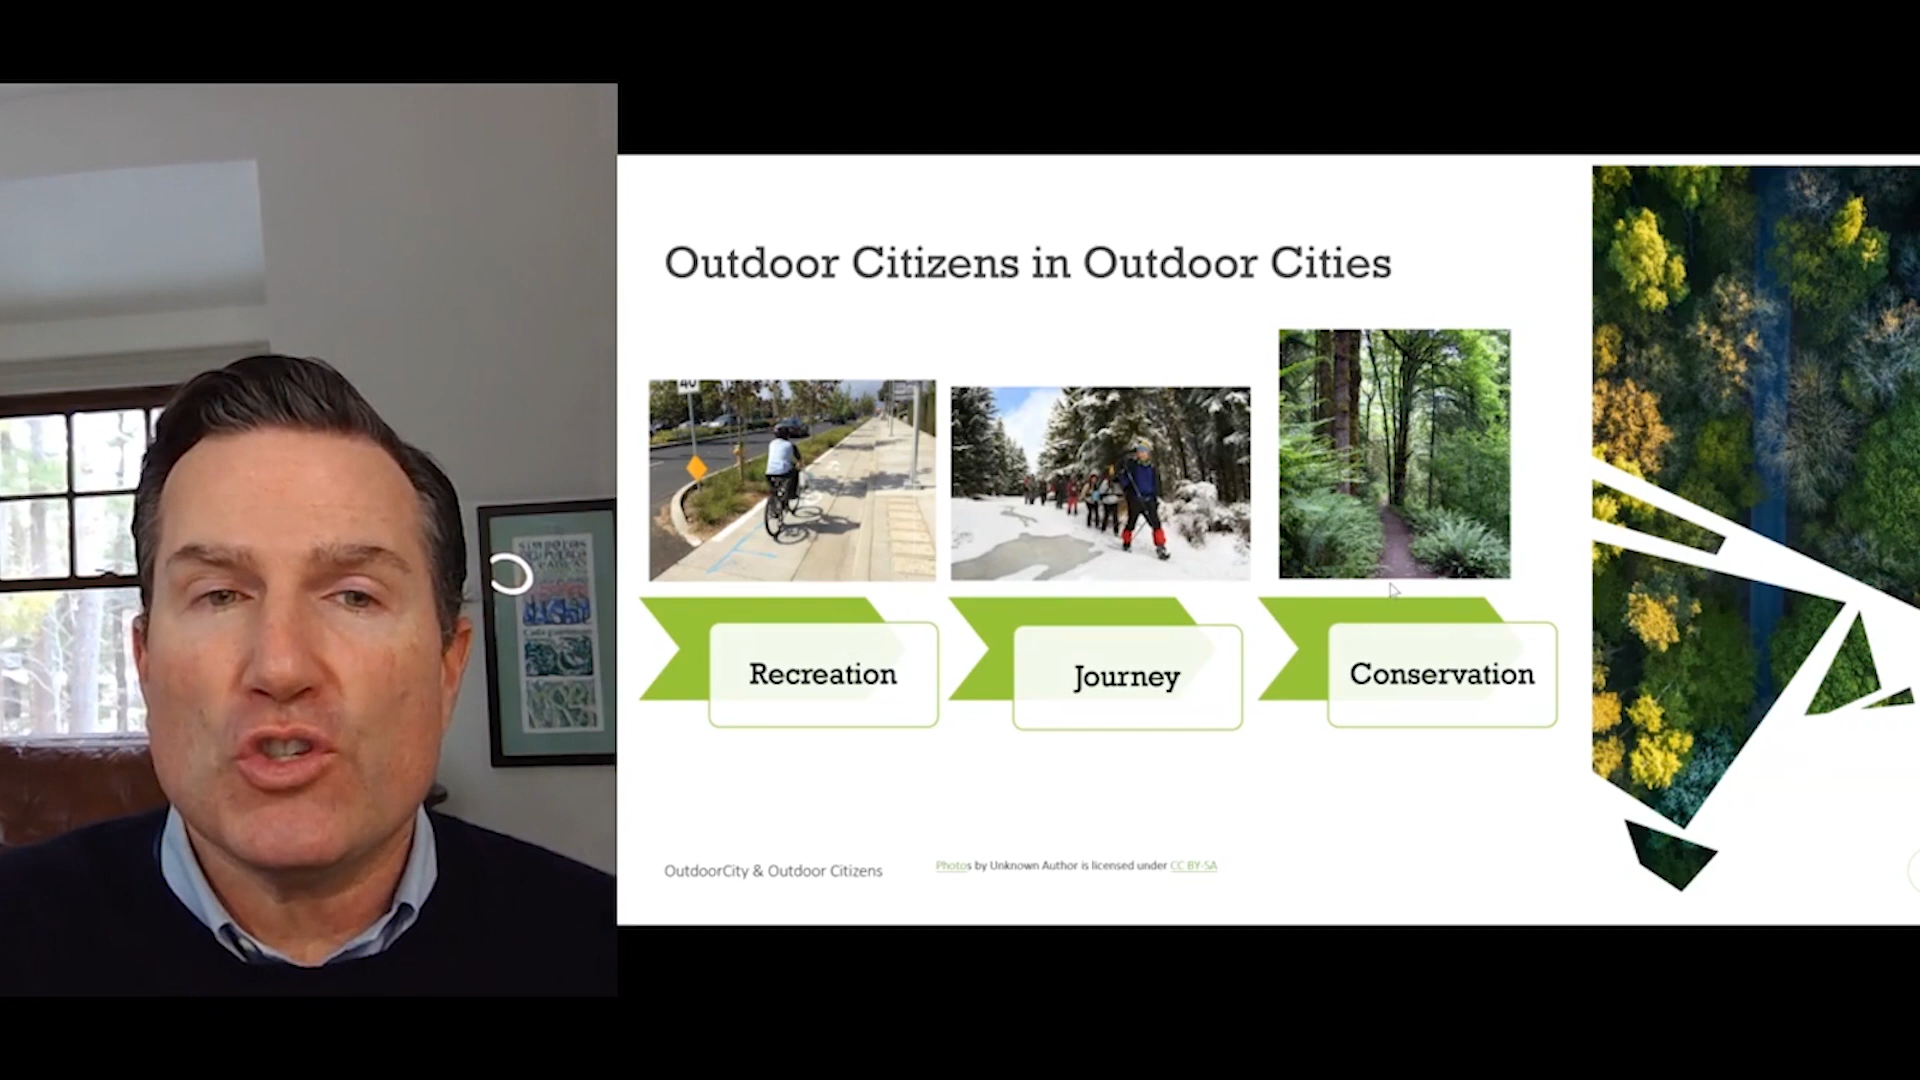 Outdoor Citizens in Outdoor Cities
40
Recreation
Journey
Conservation
OutdoorCity & Outdoor Citizens
Photos by Unknown Author is licensed under CC BY-SA